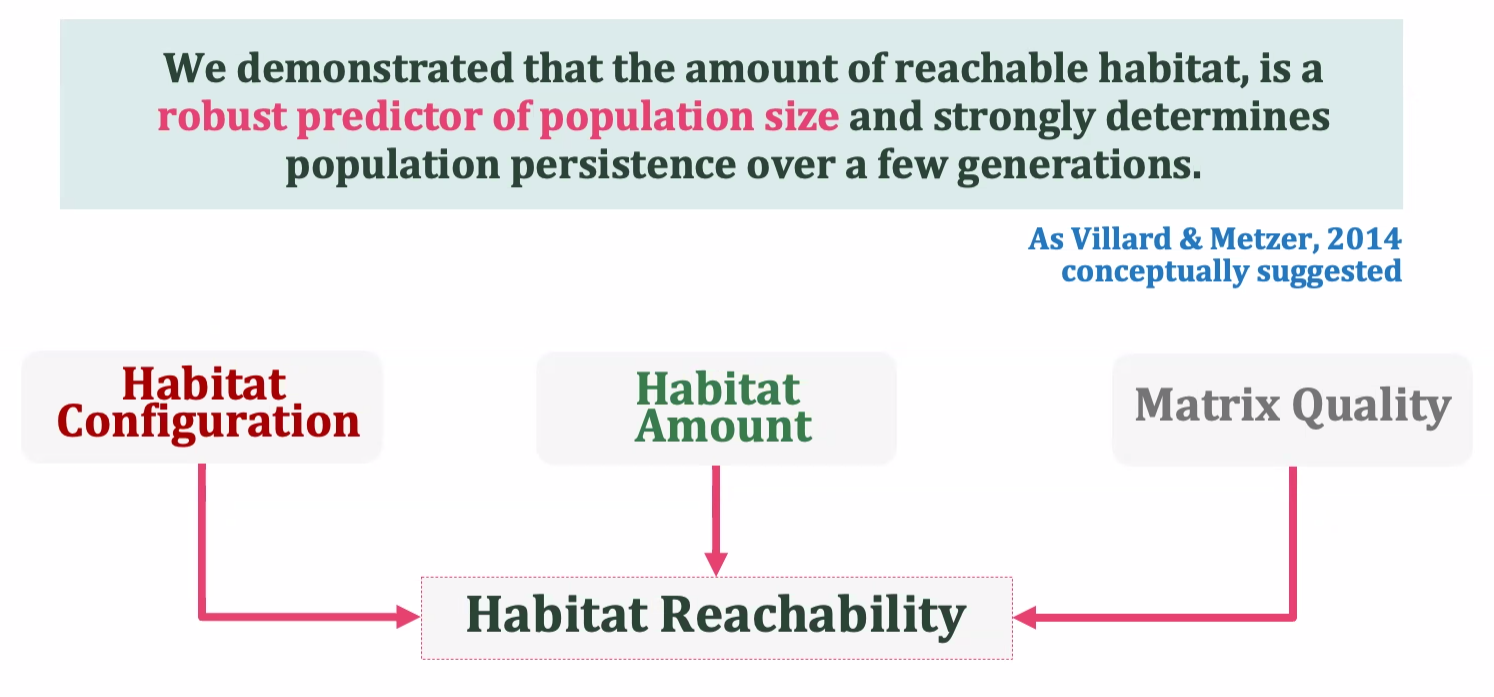 We demonstrated that the amount of reachable habitat, is a
robust predictor of population size and strongly determines
population persistence over a few generations.
As Villard & Metzer, 2014
conceptually suggested
Habitat
Configuration
Habitat
Amount
Matrix Quality
Habitat Reachability